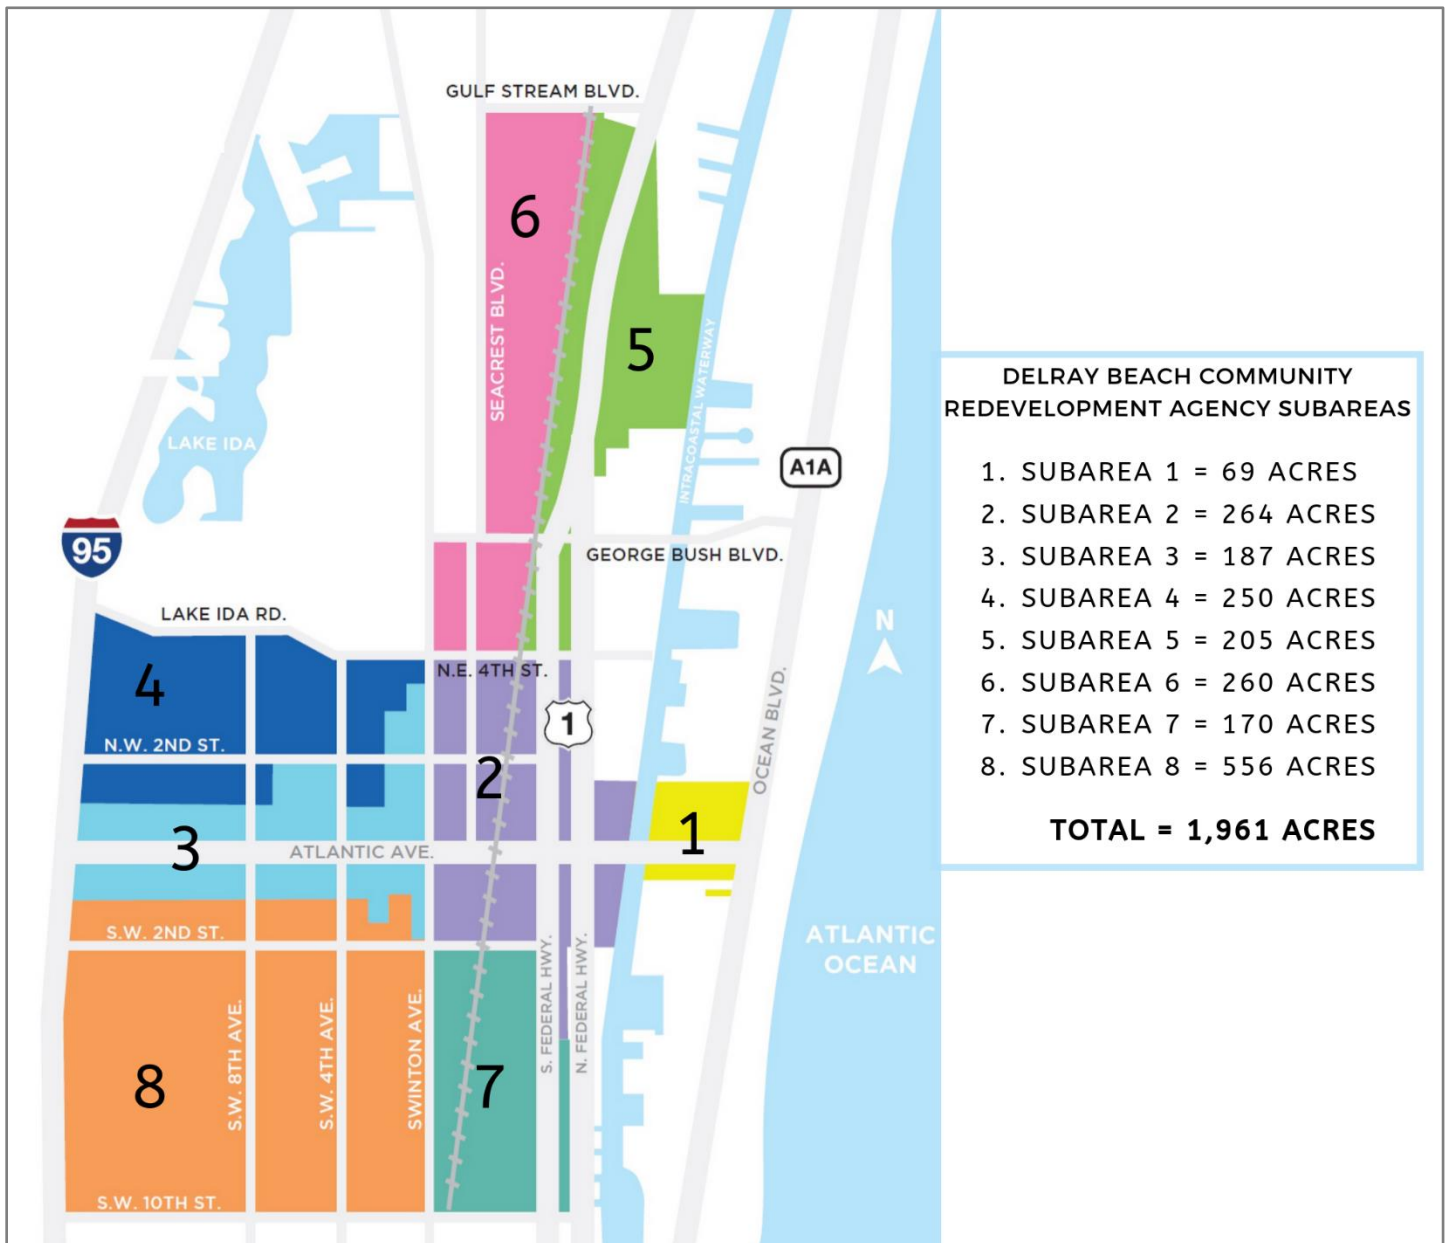 GULF STREAM BLVD.
6
SEACREST BLVD.
5
INTRACOASTAL WATERWAY
LAKE IDA
A1A
95
GEORGE BUSH BLVD.
LAKE IDA RD.
N
4
N.E. 4TH ST.
1
N.W. 2ND ST.
2
OCEAN BLVD.
3
ATLANTIC AVE.
1
S.W. 2ND ST.
ATLANTIC
OCEAN
S.W. 8TH AVE.
S.W. 4TH AVE.
SWINTON AVE.
S. FEDERAL HWY.
N. FEDERAL HWY.
8
7
S.W. 10TH ST.
DELRAY BEACH COMMUNITY
REDEVELOPMENT AGENCY SUBAREAS
1. SUBAREA 1 = 69 ACRES
2. SUBAREA 2 = 264 ACRES
3. SUBAREA 3 = 187 ACRES
4. SUBAREA 4 = 250 ACRES
5. SUBAREA 5 = 205 ACRES
6. SUBAREA 6 = 260 ACRES
7. SUBAREA 7 = 170 ACRES
8. SUBAREA 8 = 556 ACRES
TOTAL = 1,961 ACRES